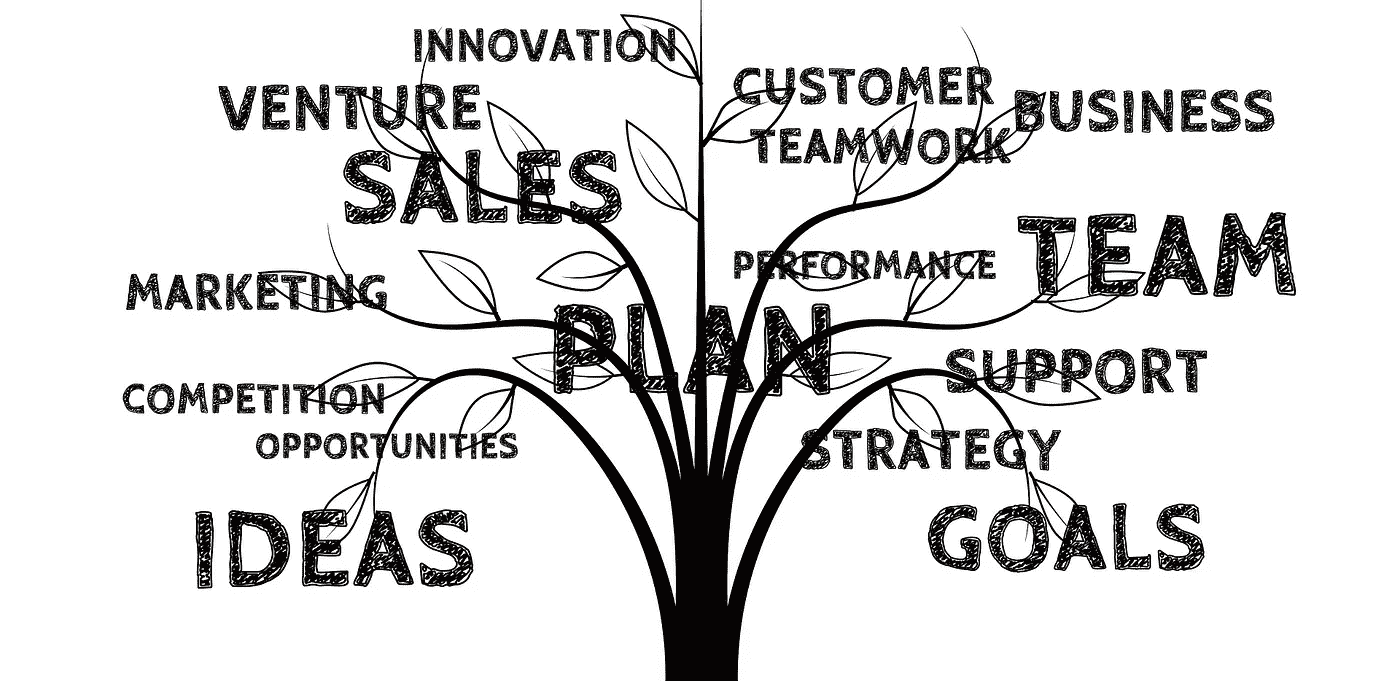 INNOVATION
CUSTOMER
VENTURE
BUSINESS
TEAMWORK
SALES
TEAM
PERFORMANCE
MARKETING
PLAN
SUPPORT
COMPETITION
OPPORTUNITIES
STRATEGY
IDEAS
GOALS